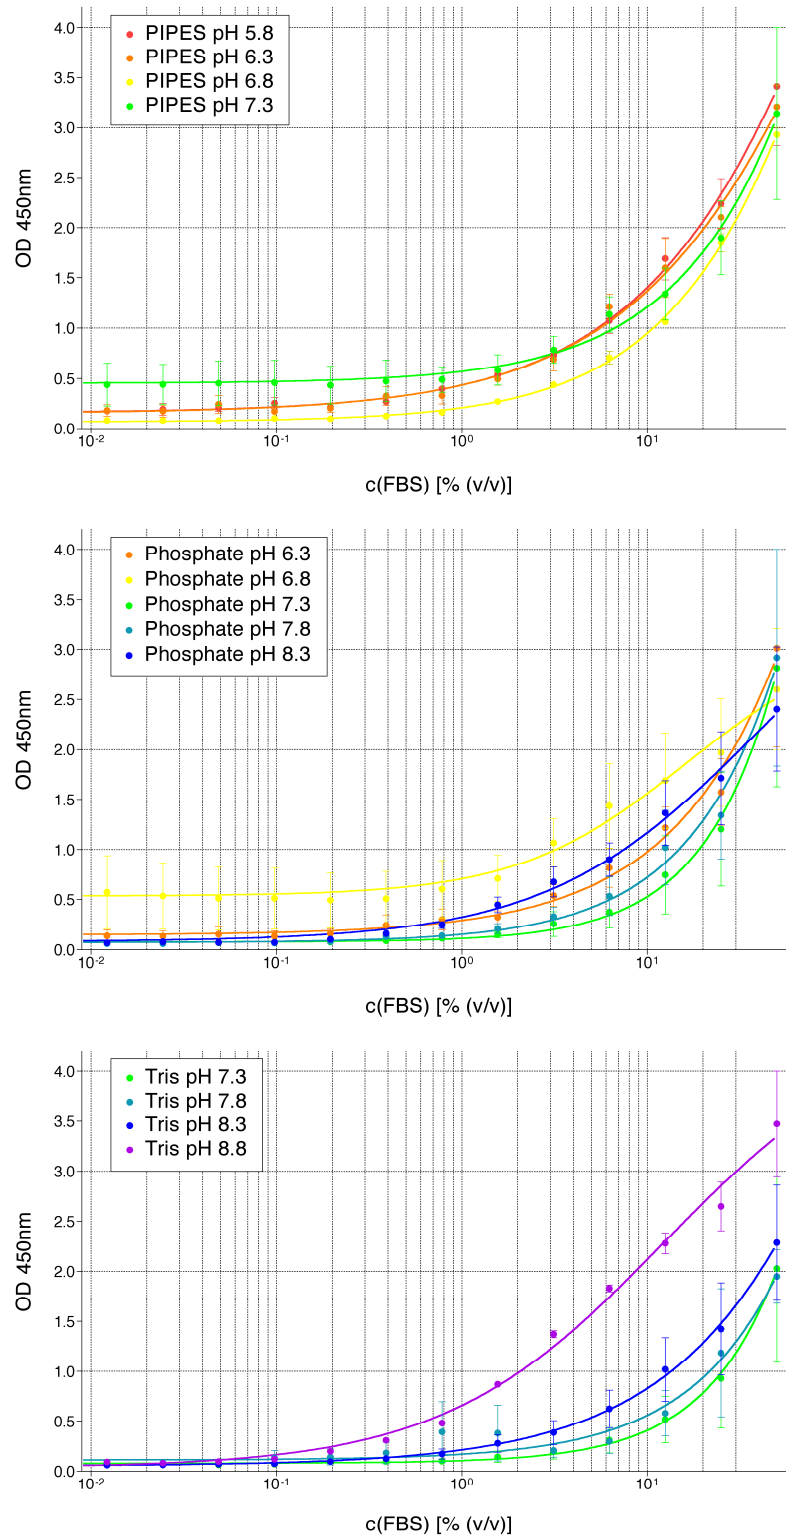 4.0
PIPES pH 5.8
PIPES pH 6.3
PIPES pH 6.8
PIPES pH 7.3
3.5
3.0
2.5
2.0
1.5
1.0
0.5
0.0
OD 450nm
10-2
10-1
100
101
c(FBS) [% (v/v)]
4.0
Phosphate pH 6.3
Phosphate pH 6.8
Phosphate pH 7.3
Phosphate pH 7.8
Phosphate pH 8.3
3.5
3.0
2.5
2.0
1.5
1.0
0.5
0.0
OD 450nm
10-2
10-1
100
101
c(FBS) [% (v/v)]
4.0
Tris pH 7.3
Tris pH 7.8
Tris pH 8.3
Tris pH 8.8
3.5
3.0
2.5
2.0
1.5
1.0
0.5
0.0
OD 450nm
10-2
10-1
100
101
c(FBS) [% (v/v)]